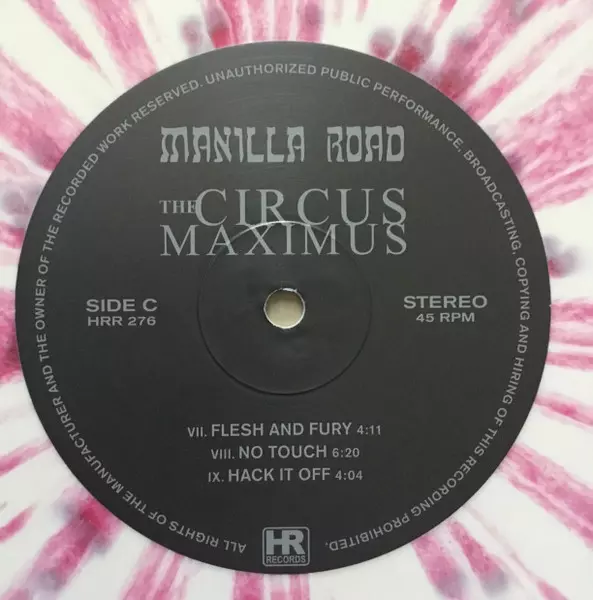 MANILLA ROAD
THE CIRCUS
MAXIMUS
SIDE C
HRR 276
STEREO
45 RPM
VII. FLESH AND FURY 4:11
VIII. NO TOUCH 6:20
IX. HACK IT OFF 4:04
HR
RECORDS
ALL RIGHTS OF THE MANUFACTURER AND THE OWNER OF THE RECORDED WORK RESERVED. UNAUTHORIZED PUBLIC PERFORMANCE, BROADCASTING, COPYING AND HIRING OF THIS RECORDING PROHIBITED.